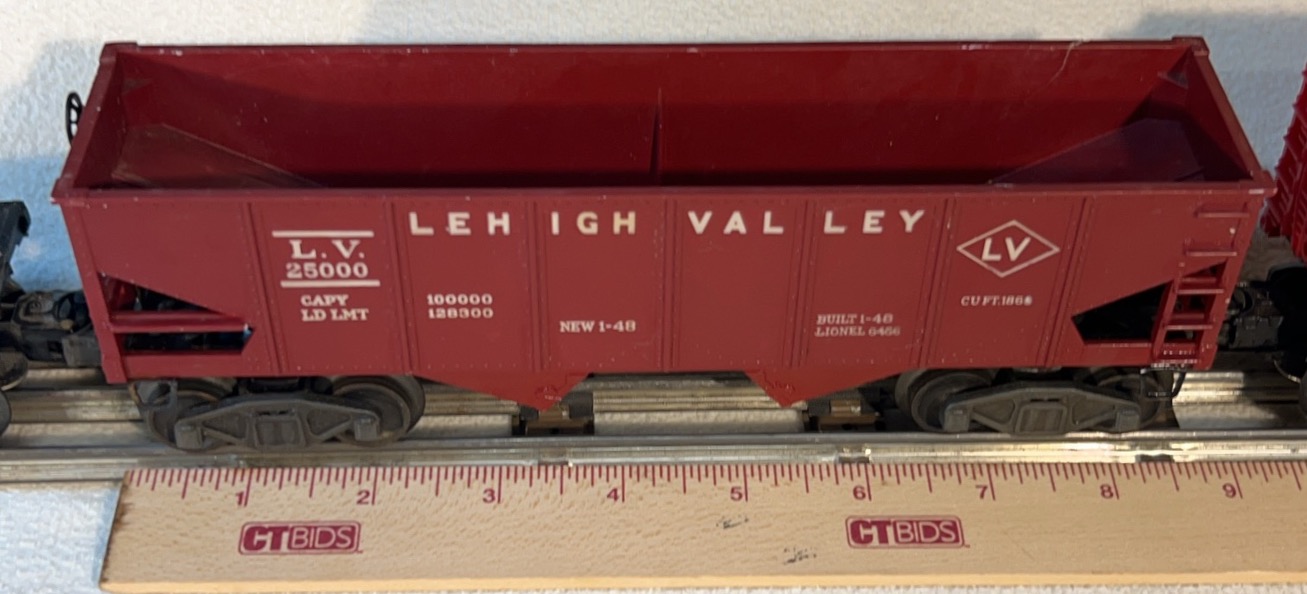 LEHIGH VALLEY
L.V.
25000
CAPY 100000
LD LMT 128300
NEW 1-48
BUILT 1-48
LIONEL 6456
LV
CU FT. 1868
1 2 3 4 5 6 7 8 9
CTBIDS CTBIDS